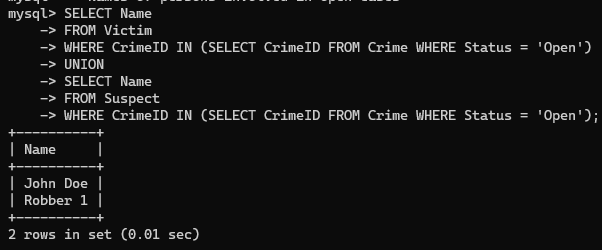 mysql> SELECT Name
    -> FROM Victim
    -> WHERE CrimeID IN (SELECT CrimeID FROM Crime WHERE Status = 'Open')
    -> UNION
    -> SELECT Name
    -> FROM Suspect
    -> WHERE CrimeID IN (SELECT CrimeID FROM Crime WHERE Status = 'Open');
+----------+
| Name     |
+----------+
| John Doe |
| Robber 1 |
+----------+
2 rows in set (0.01 sec)